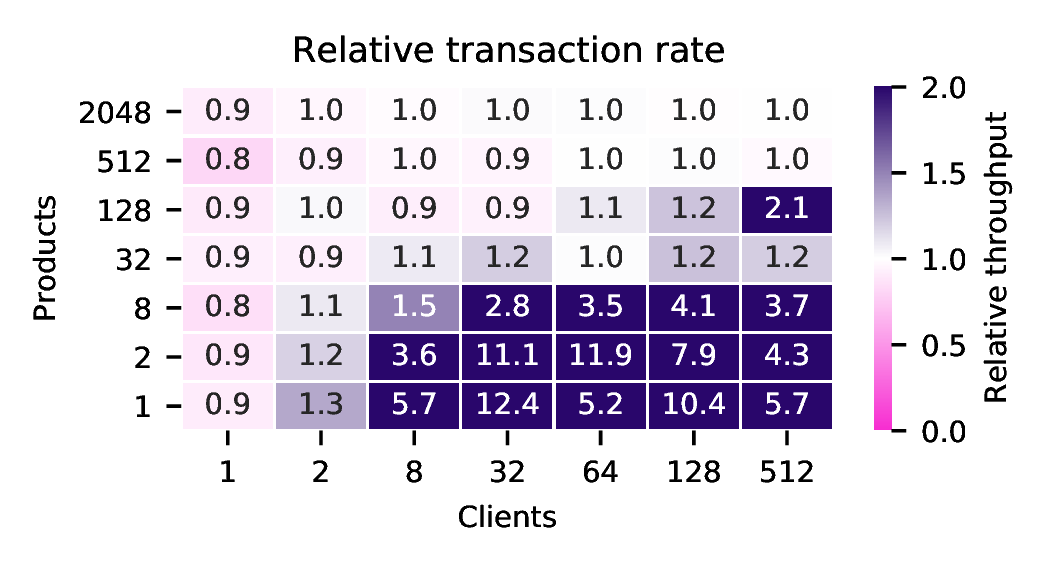 Relative transaction rate
2048 0.9 1.0 1.0 1.0 1.0 1.0 1.0
512 0.8 0.9 1.0 0.9 1.0 1.0 1.0
128 0.9 1.0 0.9 0.9 1.1 1.2 2.1
32 0.9 0.9 1.1 1.2 1.0 1.2 1.2
8 0.8 1.1 1.5 2.8 3.5 4.1 3.7
2 0.9 1.2 3.6 11.1 11.9 7.9 4.3
1 0.9 1.3 5.7 12.4 5.2 10.4 5.7
1 2 8 32 64 128 512
Clients
Products
2.0
1.5
1.0
0.5
0.0
Relative throughput